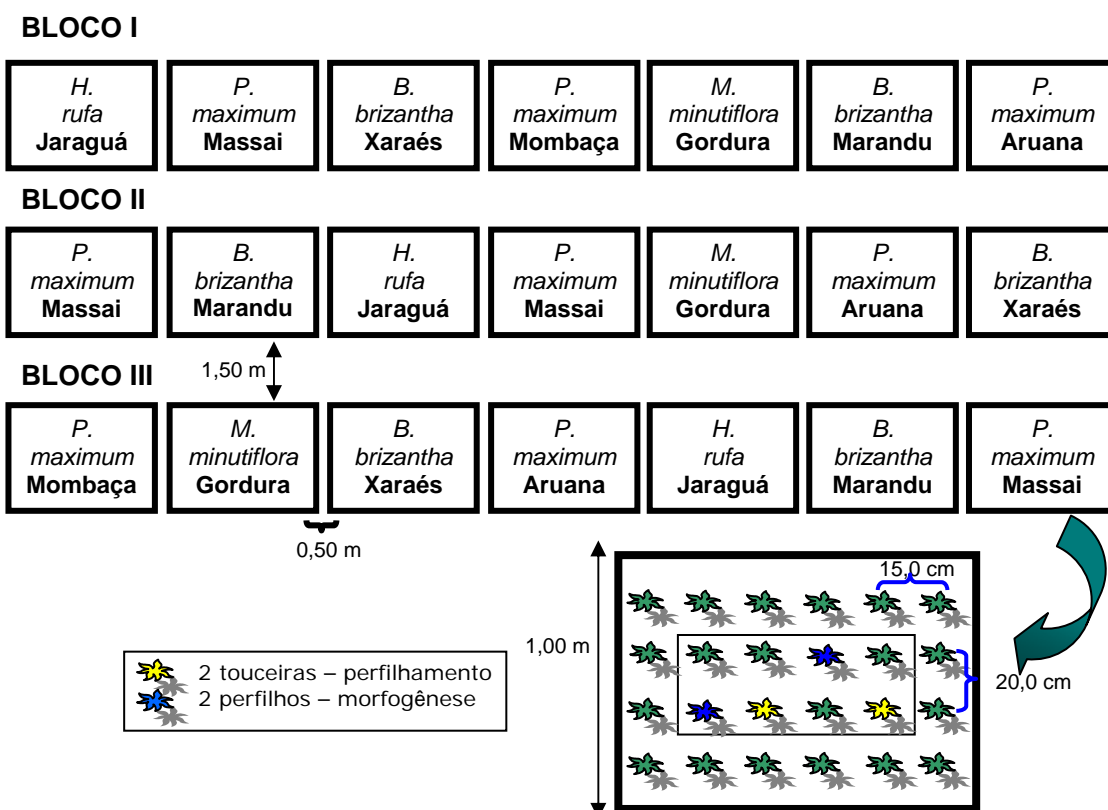 BLOCO I
H.
rufa
Jaraguá
P.
maximum
Massai
B.
brizantha
Xaraés
P.
maximum
Mombaça
M.
minutiflora
Gordura
B.
brizantha
Marandu
P.
maximum
Aruana
BLOCO II
P.
maximum
Massai
B.
brizantha
Marandu
H.
rufa
Jaraguá
P.
maximum
Massai
M.
minutiflora
Gordura
P.
maximum
Aruana
B.
brizantha
Xaraés
1,50 m
BLOCO III
P.
maximum
Mombaça
M.
minutiflora
Gordura
B.
brizantha
Xaraés
P.
maximum
Aruana
H.
rufa
Jaraguá
B.
brizantha
Marandu
P.
maximum
Massai
0,50 m
15,0 cm
1,00 m
20,0 cm
2 touceiras – perfilhamento
2 perfilhos – morfogênese